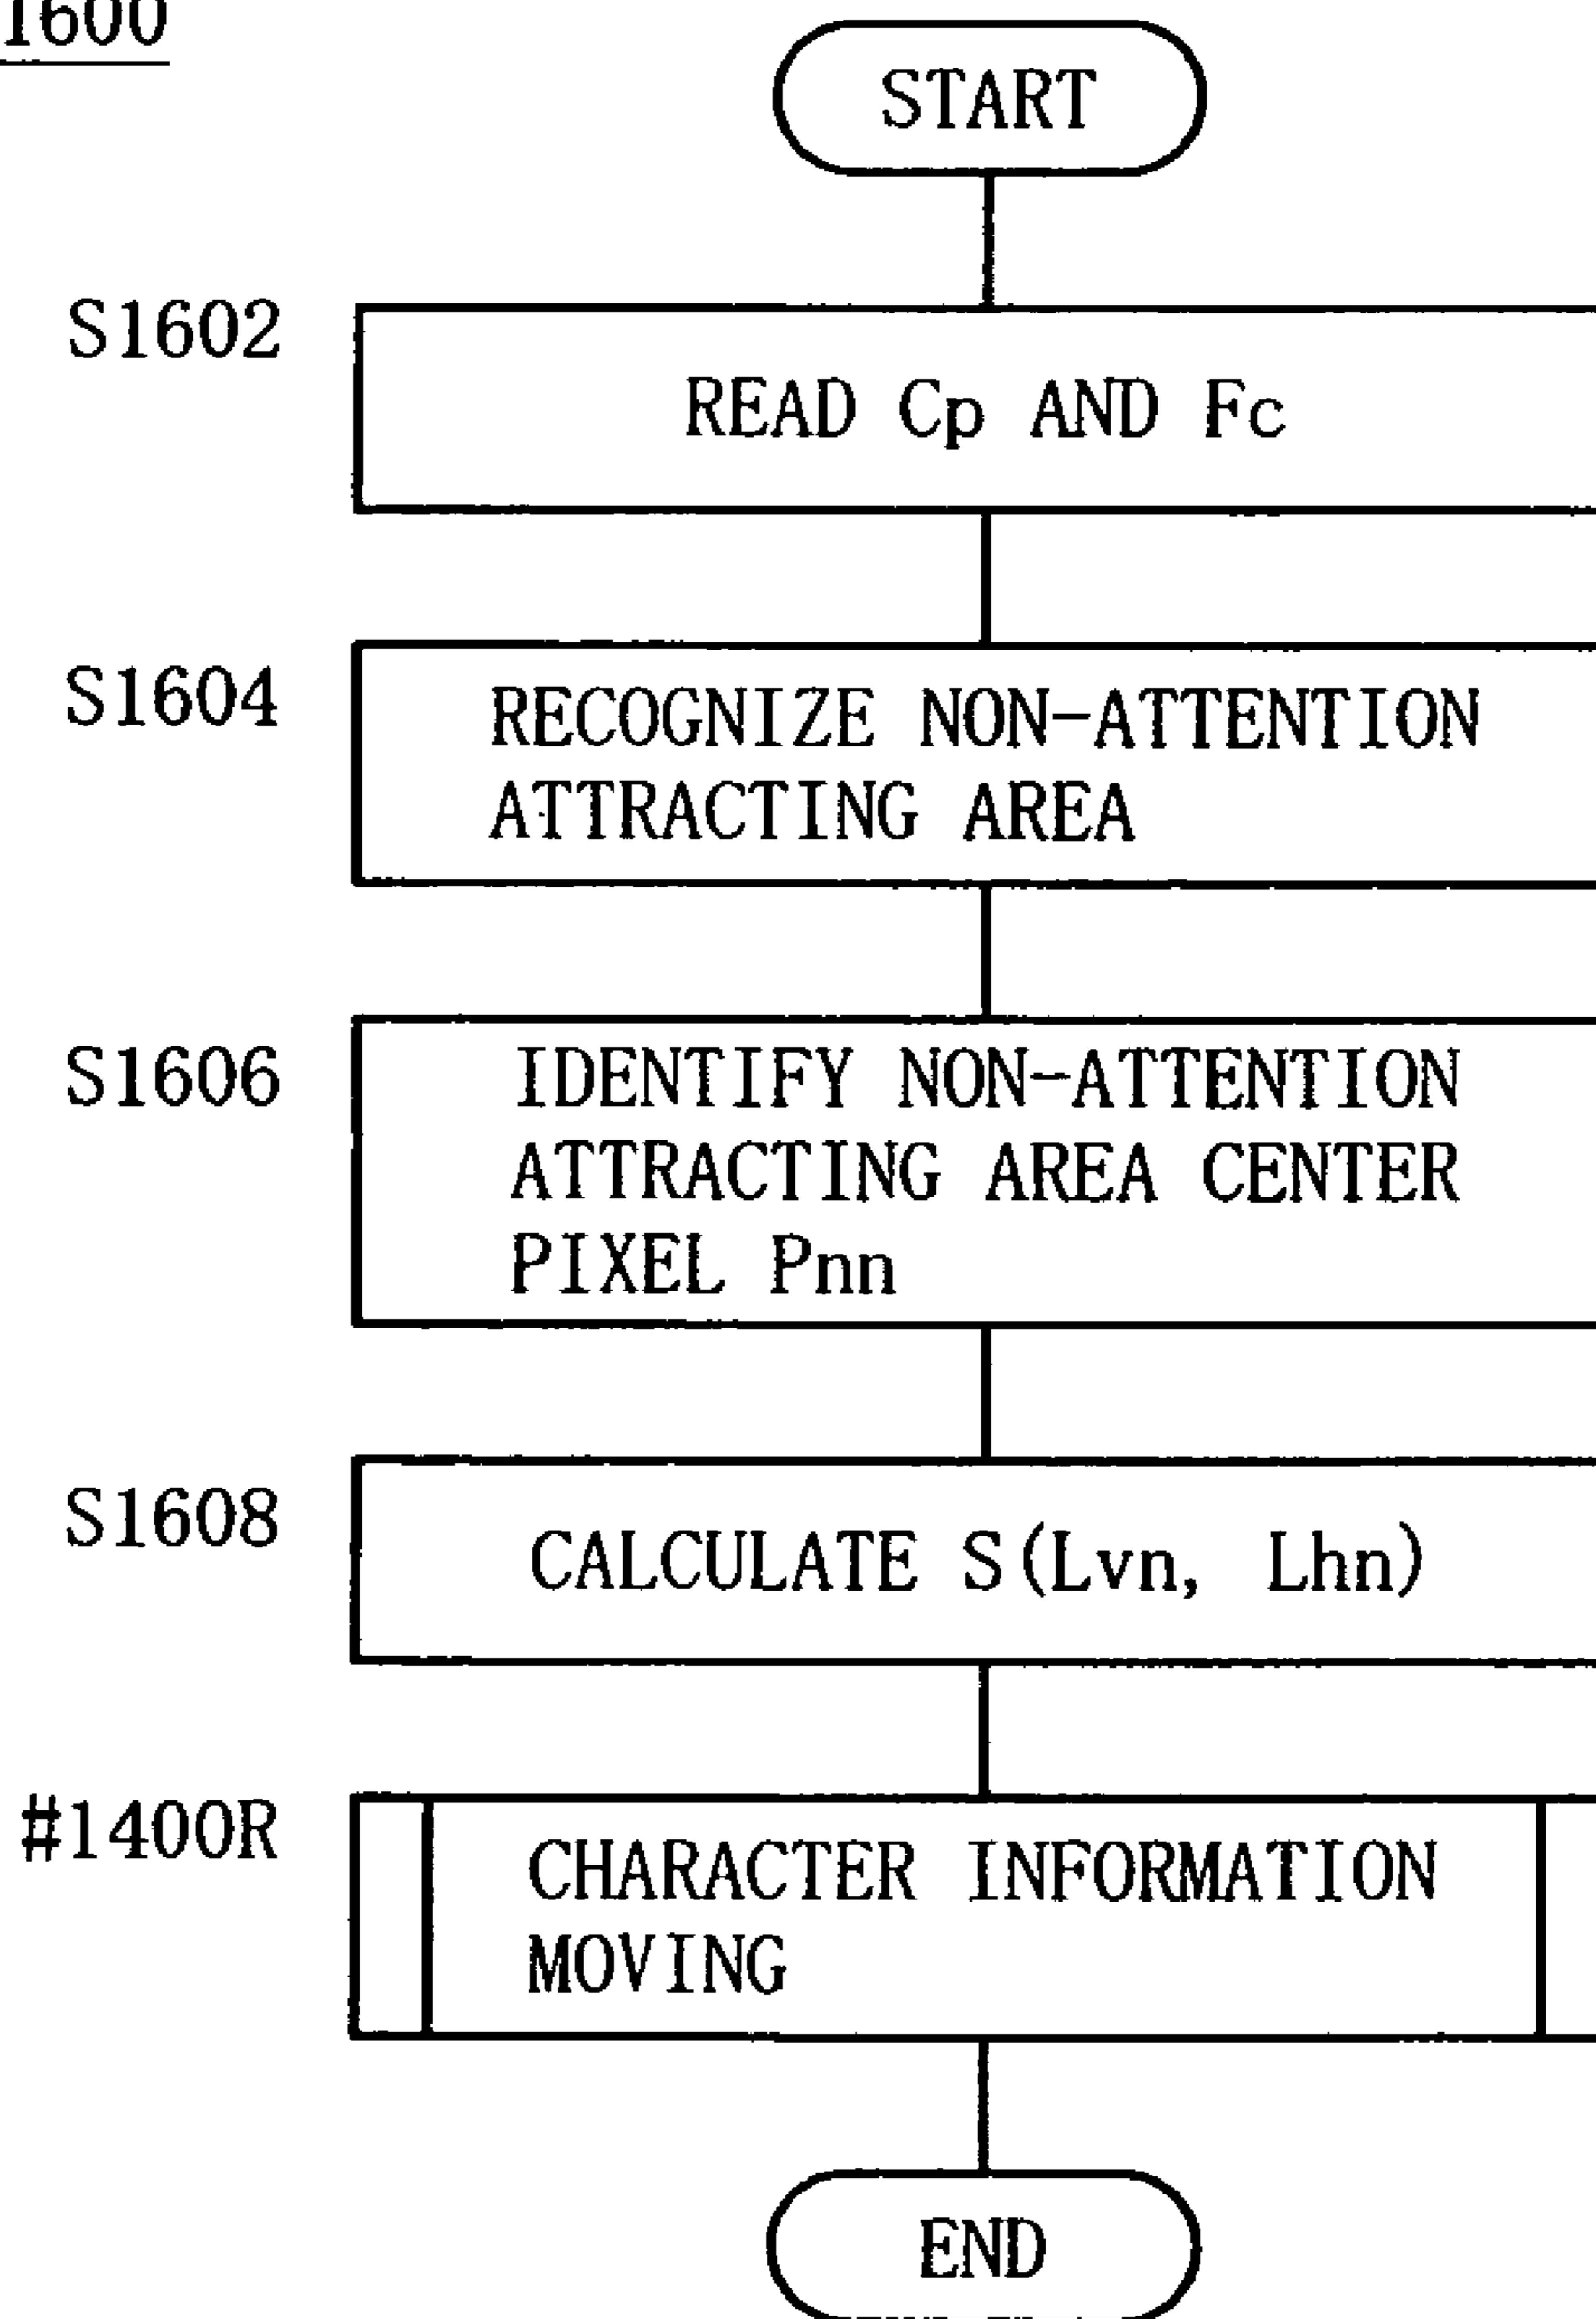 1600
START
S1602
READ Cp AND Fc
S1604
RECOGNIZE NON-ATTENTION
ATTRACTING AREA
S1606
IDENTIFY NON-ATTENTION
ATTRACTING AREA CENTER
PIXEL Pnn
S1608
CALCULATE S(Lvn, Lhn)
#1400R
CHARACTER INFORMATION
MOVING
END